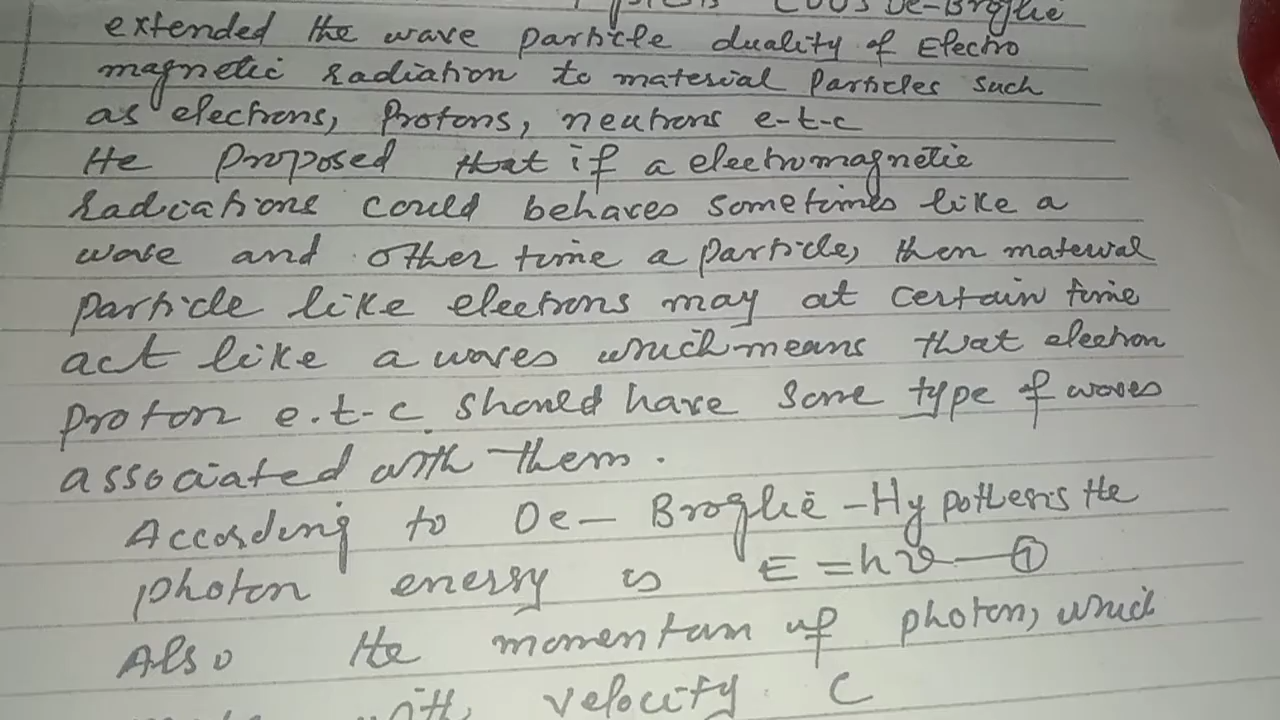 De-Broglie
extended the wave particle duality of Electro
magnetic radiation to material Particles such
as electrons, Protons, neutrons e-t-c
He Proposed that if a electromagnetic
radiations could behaves sometimes like a
wave and other time a particle, then material
particle like electrons may at certain time
act like a waves which means that electron
proton e.t-c should have some type of waves
associated with them.
According to De- Broglie -Hypothesis the
photon energy is E = hν — ①
Also the momentum of photon, which
with velocity C